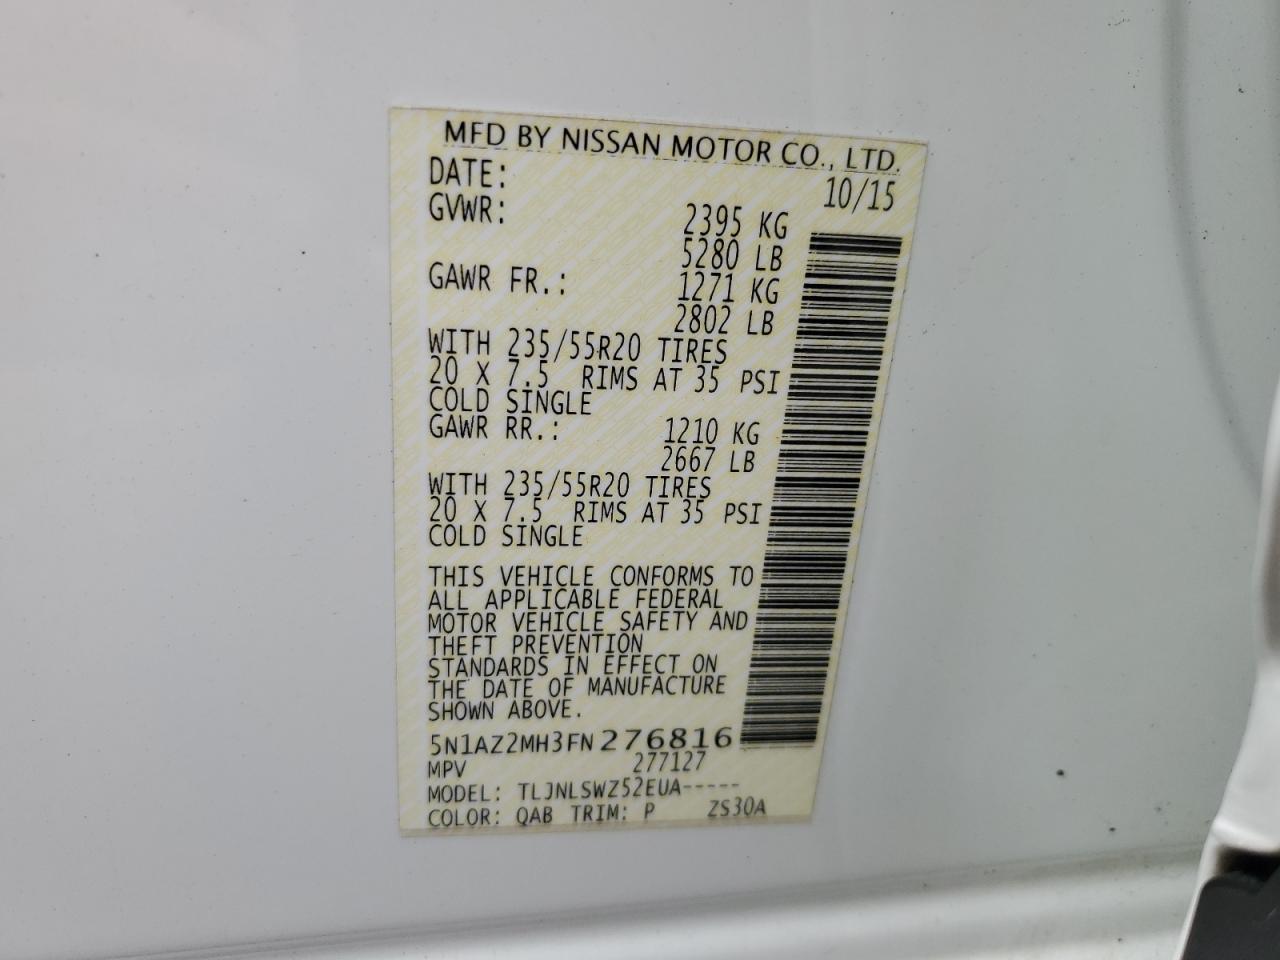 MFD BY NISSAN MOTOR CO., LTD.
DATE: 10/15
GVWR: 2395 KG
5280 LB
GAWR FR.: 1271 KG
2802 LB
WITH 235/55R20 TIRES
20 X 7.5 RIMS AT 35 PSI
COLD SINGLE
GAWR RR.: 1210 KG
2667 LB
WITH 235/55R20 TIRES
20 X 7.5 RIMS AT 35 PSI
COLD SINGLE
THIS VEHICLE CONFORMS TO
ALL APPLICABLE FEDERAL
MOTOR VEHICLE SAFETY AND
THEFT PREVENTION
STANDARDS IN EFFECT ON
THE DATE OF MANUFACTURE
SHOWN ABOVE.
5N1AZ2MH3FN276816
MPV 277127
MODEL: TLJNLSWZ52EUA-----
COLOR: QAB TRIM: P ZS30A